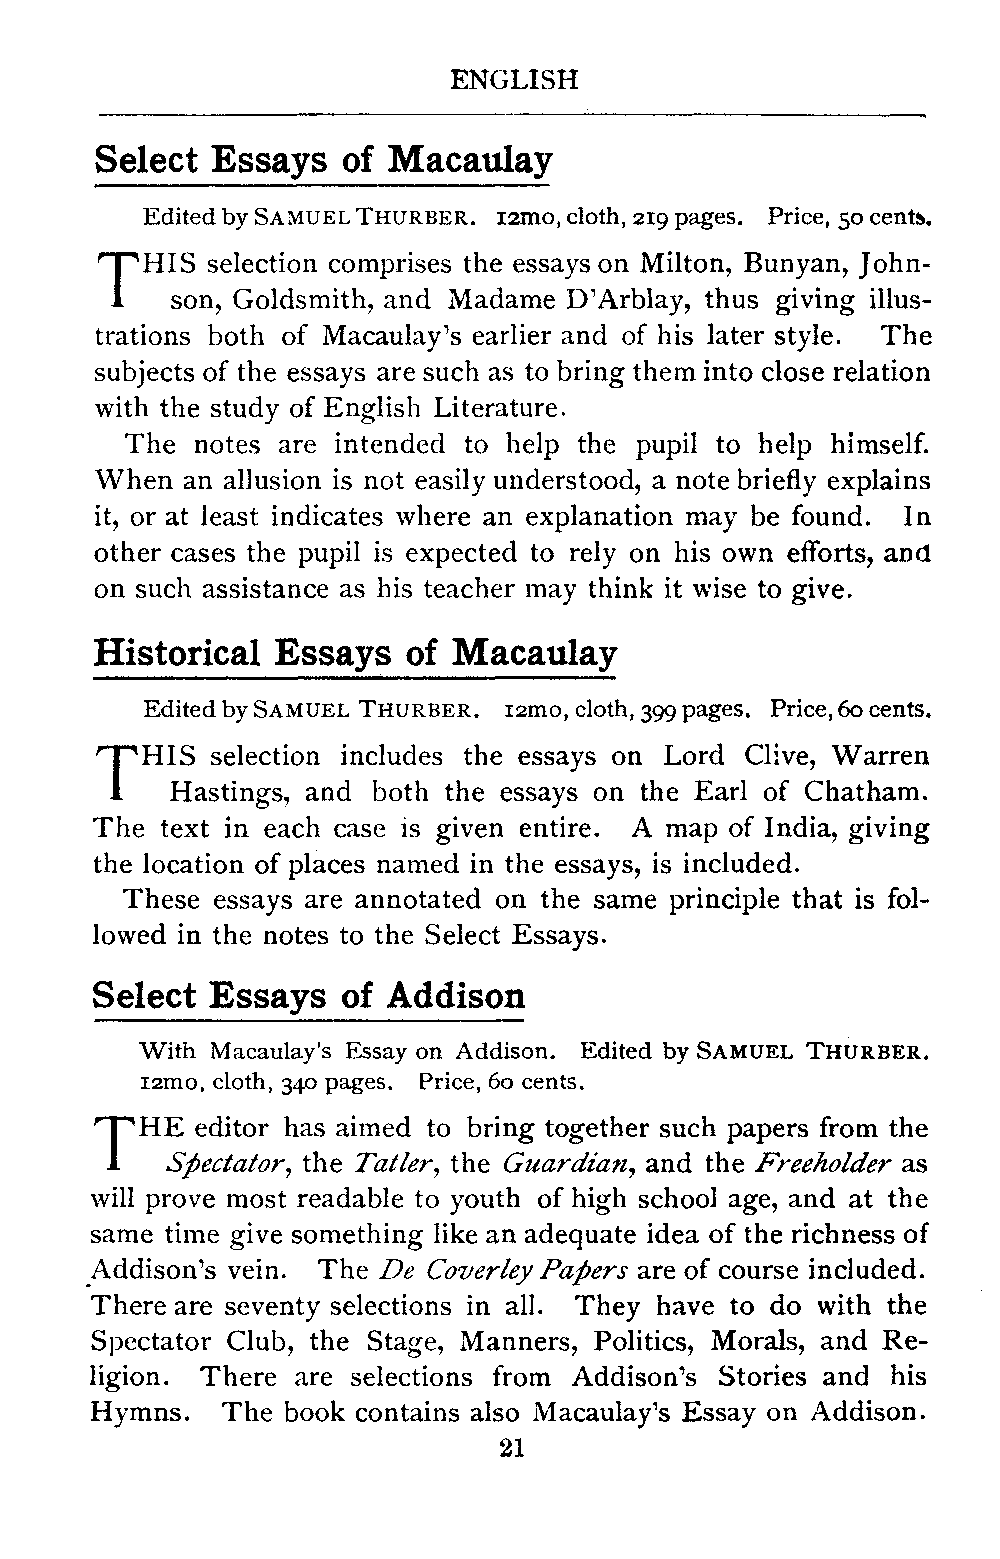 ENGLISH
Select Essays of Macaulay
Edited by SAMUEL THURBER. 12mo, cloth, 219 pages. Price, 50 cents.
THIS selection comprises the essays on Milton, Bunyan, John-
son, Goldsmith, and Madame D'Arblay, thus giving illus-
trations both of Macaulay's earlier and of his later style. The
subjects of the essays are such as to bring them into close relation
with the study of English Literature.
The notes are intended to help the pupil to help himself.
When an allusion is not easily understood, a note briefly explains
it, or at least indicates where an explanation may be found. In
other cases the pupil is expected to rely on his own efforts, and
on such assistance as his teacher may think it wise to give.
Historical Essays of Macaulay
Edited by SAMUEL THURBER. 12mo, cloth, 399 pages. Price, 60 cents.
THIS selection includes the essays on Lord Clive, Warren
Hastings, and both the essays on the Earl of Chatham.
The text in each case is given entire. A map of India, giving
the location of places named in the essays, is included.
These essays are annotated on the same principle that is fol-
lowed in the notes to the Select Essays.
Select Essays of Addison
With Macaulay's Essay on Addison. Edited by SAMUEL THURBER.
12mo, cloth, 340 pages. Price, 60 cents.
THE editor has aimed to bring together such papers from the
Spectator, the Tatler, the Guardian, and the Freeholder as
will prove most readable to youth of high school age, and at the
same time give something like an adequate idea of the richness of
Addison's vein. The De Coverley Papers are of course included.
There are seventy selections in all. They have to do with the
Spectator Club, the Stage, Manners, Politics, Morals, and Re-
ligion. There are selections from Addison's Stories and his
Hymns. The book contains also Macaulay's Essay on Addison.
21